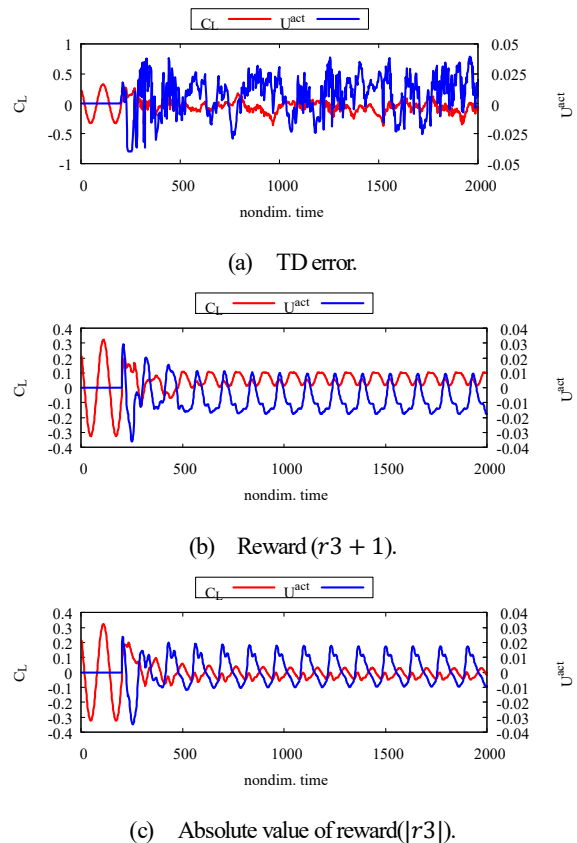 C_L U^act
1 0.05
0.5 0.025
0 0
-0.5 -0.025
-1 -0.05
C_L
U^act
0 500 1000 1500 2000
nondim. time
(a) TD error.
C_L U^act
0.4 0.04
0.3 0.03
0.2 0.02
0.1 0.01
0 0
-0.1 -0.01
-0.2 -0.02
-0.3 -0.03
-0.4 -0.04
C_L
U^act
0 500 1000 1500 2000
nondim. time
(b) Reward (r3 + 1).
C_L U^act
0.4 0.04
0.3 0.03
0.2 0.02
0.1 0.01
0 0
-0.1 -0.01
-0.2 -0.02
-0.3 -0.03
-0.4 -0.04
C_L
U^act
0 500 1000 1500 2000
nondim. time
(c) Absolute value of reward(|r3|).